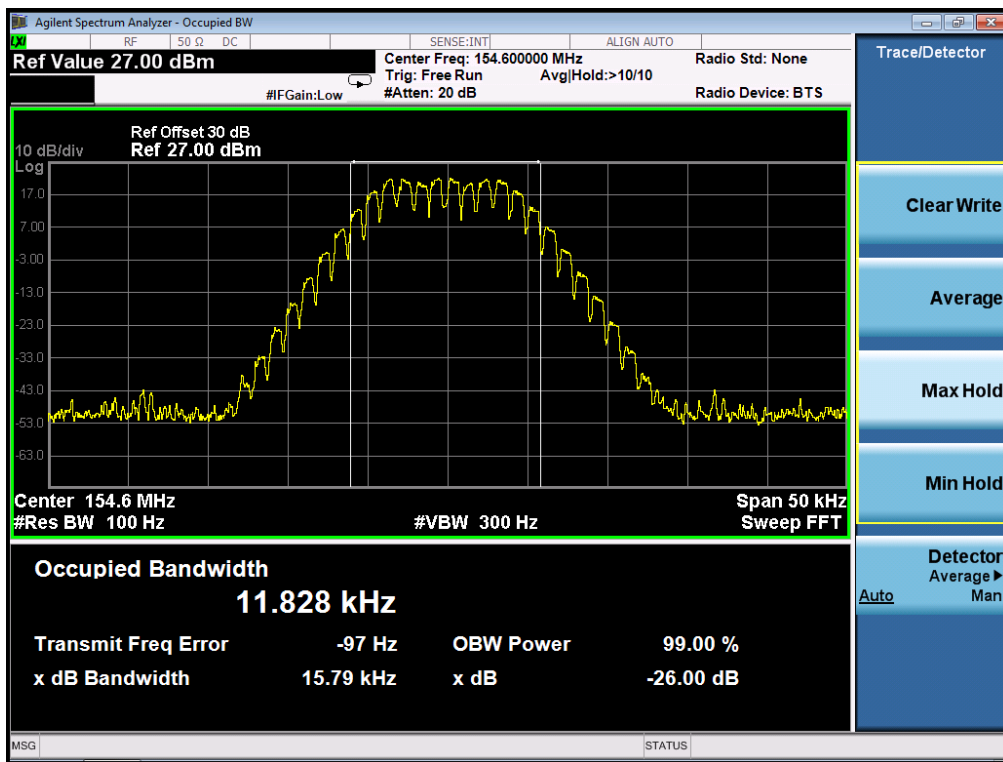 Agilent Spectrum Analyzer - Occupied BW
LXI RF 50 Ω DC SENSE:INT ALIGN AUTO
Ref Value 27.00 dBm
Center Freq: 154.600000 MHz Radio Std: None
Trig: Free Run Avg|Hold:>10/10
#IFGain:Low #Atten: 20 dB Radio Device: BTS
Ref Offset 30 dB
10 dB/div Ref 27.00 dBm
Log
17.0
7.00
-3.00
-13.0
-23.0
-33.0
-43.0
-53.0
-63.0
Center 154.6 MHz Span 50 kHz
#Res BW 100 Hz #VBW 300 Hz Sweep FFT
Occupied Bandwidth
11.828 kHz
Transmit Freq Error -97 Hz OBW Power 99.00 %
x dB Bandwidth 15.79 kHz x dB -26.00 dB
MSG STATUS
Trace/Detector
Clear Write
Average
Max Hold
Min Hold
Detector
Average
Auto Man